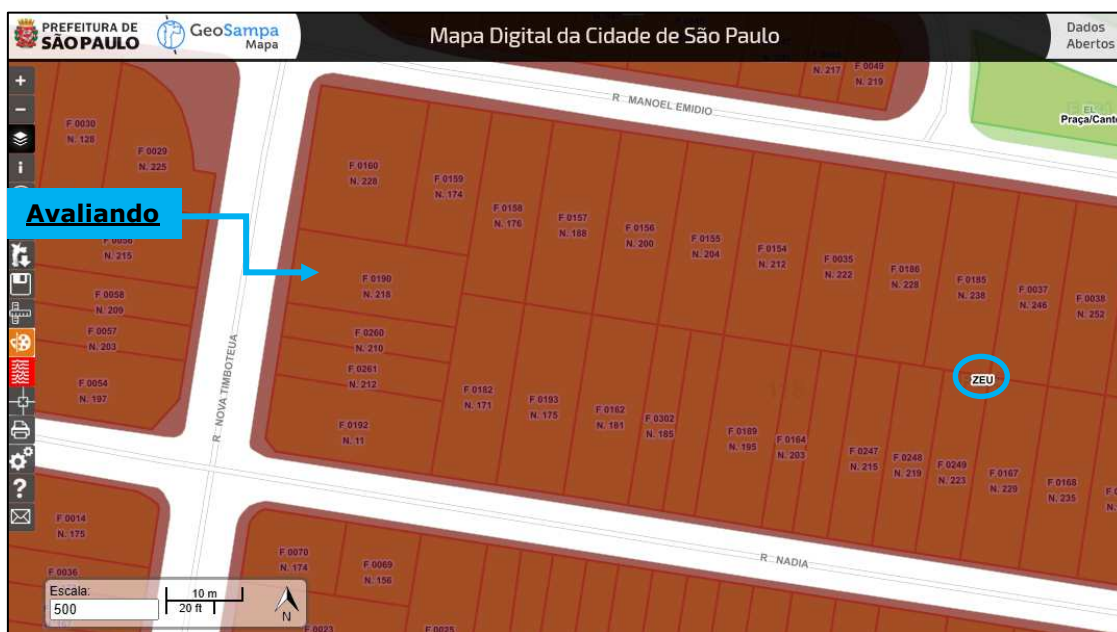 PREFEITURA DE
SÃO PAULO
GeoSampa
Mapa
Mapa Digital da Cidade de São Paulo
Dados
Abertos
N. 217
F 0049
N. 219
R MANOEL EMIDIO
Praça/Cante
F 0030
N. 128
F 0029
N. 225
F 0160
N. 228
F 0159
N. 174
F 0158
N. 176
F 0157
N. 188
F 0156
N. 200
F 0155
N. 204
F 0154
N. 212
F 0035
N. 222
F 0186
N. 228
F 0185
N. 238
F 0037
N. 246
F 0038
N. 252
Avaliando
N. 215
F 0190
N. 218
F 0058
N. 209
F 0057
N. 203
F 0260
N. 210
F 0261
N. 212
F 0054
N. 197
R NOVA TIMBOTEUA
F 0192
N. 11
F 0182
N. 171
F 0193
N. 175
F 0162
N. 181
F 0302
N. 185
F 0189
N. 195
F 0164
N. 203
F 0247
N. 215
F 0248
N. 219
F 0249
N. 223
ZEU
F 0167
N. 229
F 0168
N. 235
F 0014
N. 175
F 0036
F 0070
N. 174
F 0069
N. 156
R NADIA
Escala:
500
10 m
20 ft
N
F 0023
F 0025